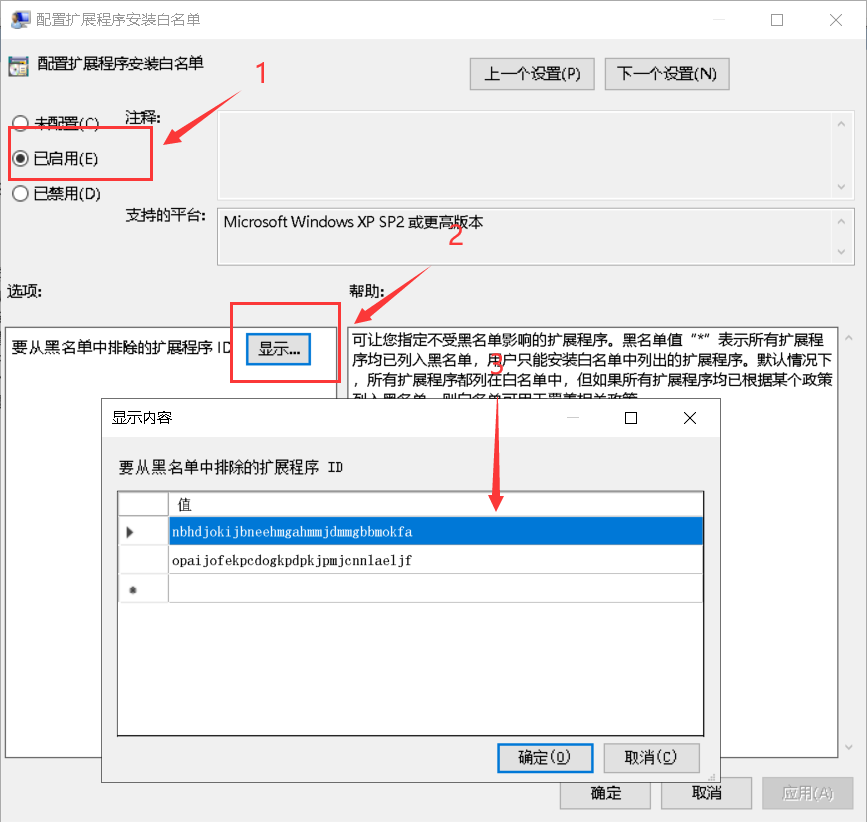 配置扩展程序安装白名单
配置扩展程序安装白名单
上一个设置(P)
下一个设置(N)
1
未配置(C)
注释:
已启用(E)
已禁用(D)
支持的平台:
Microsoft Windows XP SP2 或更高版本
2
选项:
帮助:
要从黑名单中排除的扩展程序 ID
显示...
可让您指定不受黑名单影响的扩展程序。黑名单值“*”表示所有扩展程
序均已列入黑名单，用户只能安装白名单中列出的扩展程序。默认情况下
，所有扩展程序都列在白名单中，但如果所有扩展程序均已根据某个政策
列入黑名单，则白名单可用于覆盖相关政策。
3
显示内容
要从黑名单中排除的扩展程序 ID
值
nbhdjokijbneehmgahmmjdmmgbbmokfa
opaijofekpcdogkpdpkjpmjcnnlaeljf
确定(O)
取消(C)
确定
取消
应用(A)